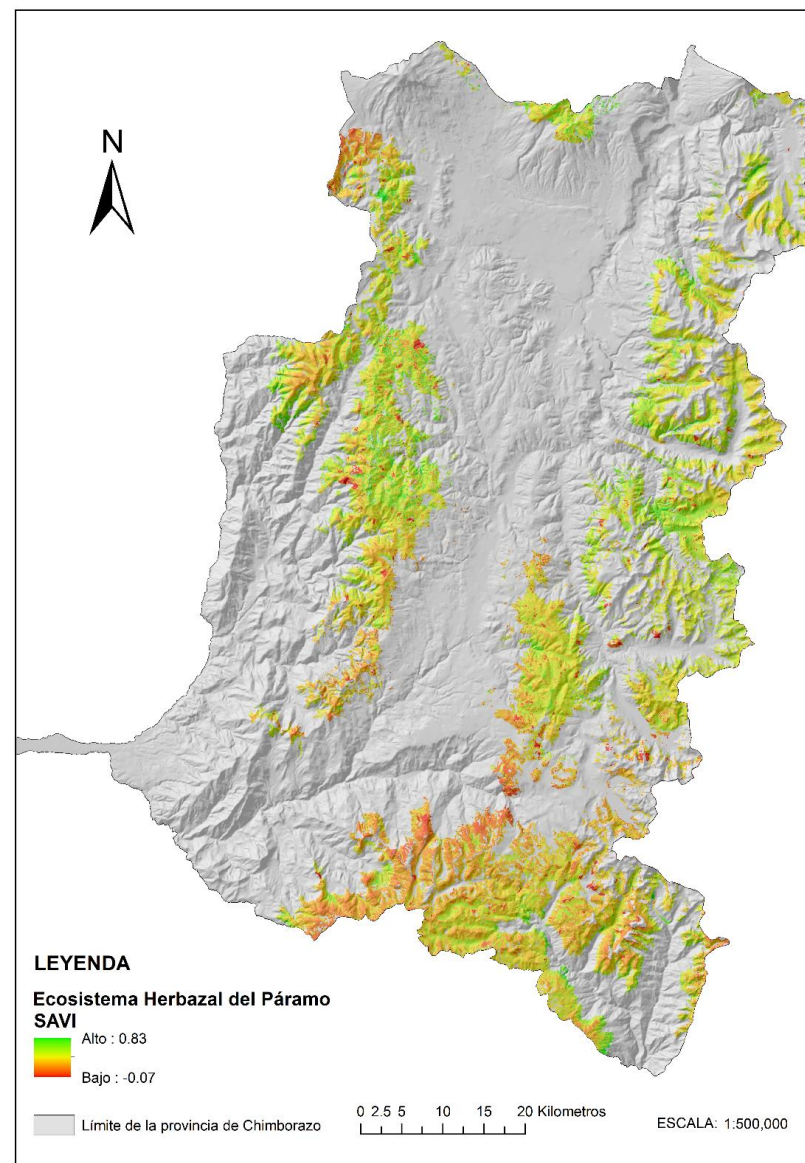 N
LEYENDA
Ecosistema Herbazal del Páramo
SAVI
Alto : 0.83
Bajo : -0.07
Límite de la provincia de Chimborazo
0 2.5 5 10 15 20 Kilometros
ESCALA: 1:500,000